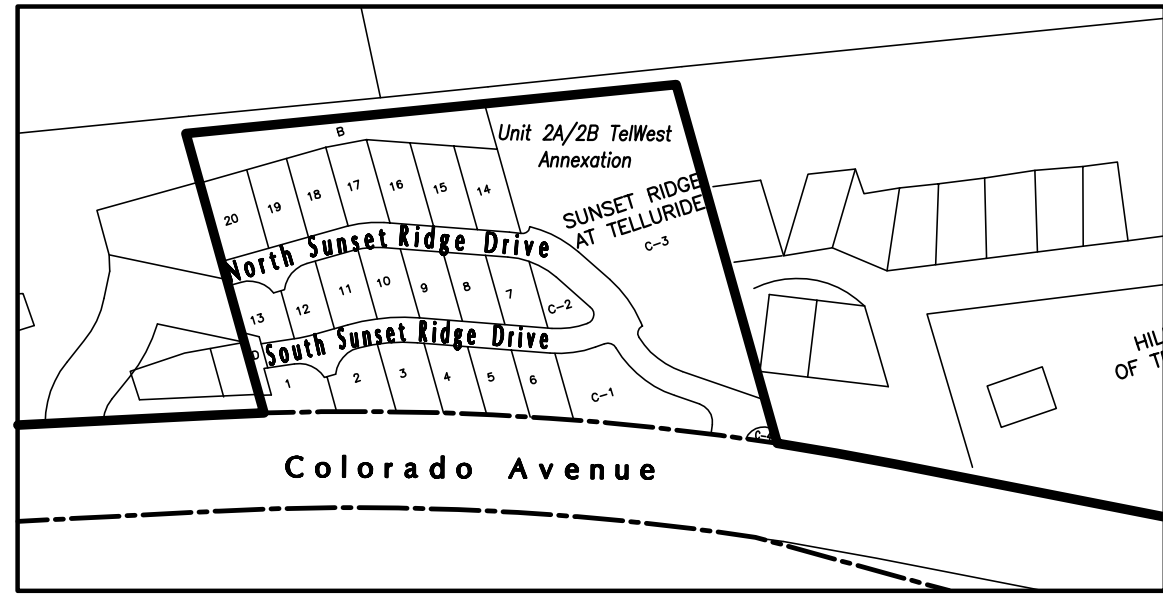 B
Unit 2A/2B TelWest
Annexation
20
19
18
17
16
15
14
SUNSET RIDGE
AT TELLURIDE
C-3
North Sunset Ridge Drive
13
12
11
10
9
8
7
C-2
South Sunset Ridge Drive
1
2
3
4
5
6
C-1
Colorado Avenue
HIL
OF T